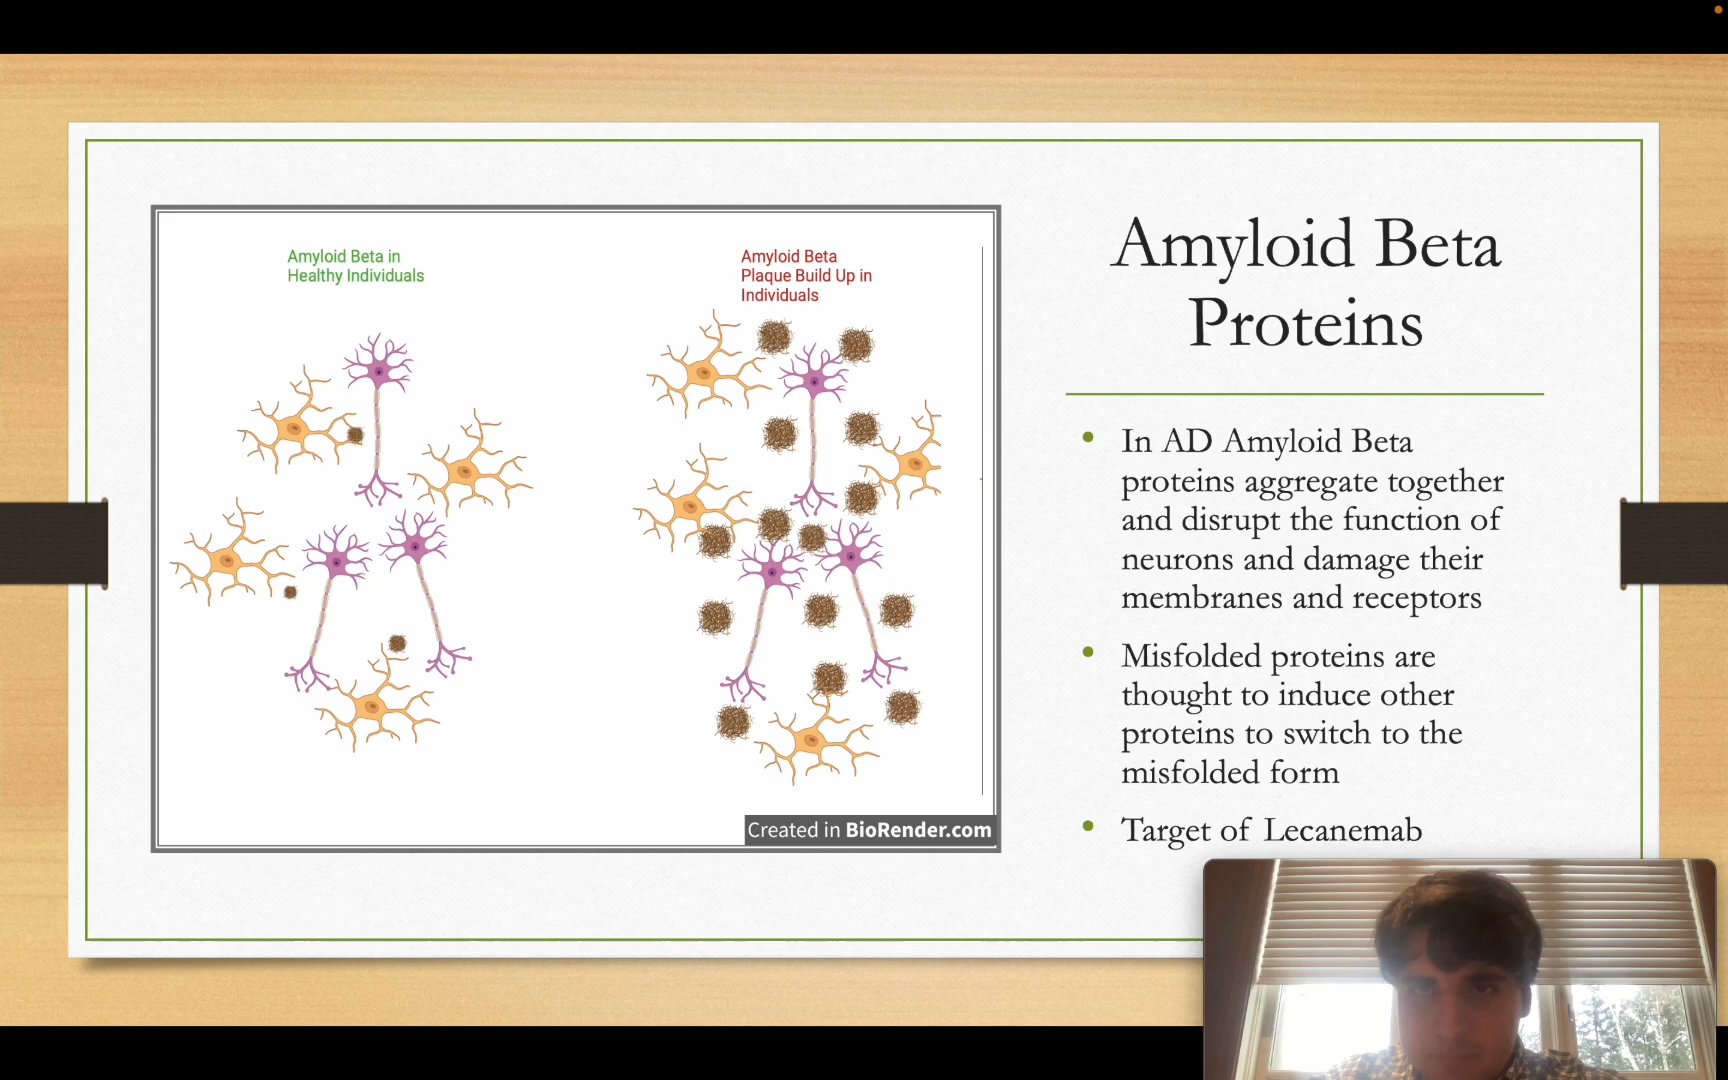 Amyloid Beta in
Healthy Individuals
Amyloid Beta
Plaque Build Up in
Individuals
Created in BioRender.com
Amyloid Beta
Proteins
• In AD Amyloid Beta
proteins aggregate together
and disrupt the function of
neurons and damage their
membranes and receptors
• Misfolded proteins are
thought to induce other
proteins to switch to the
misfolded form
• Target of Lecanemab